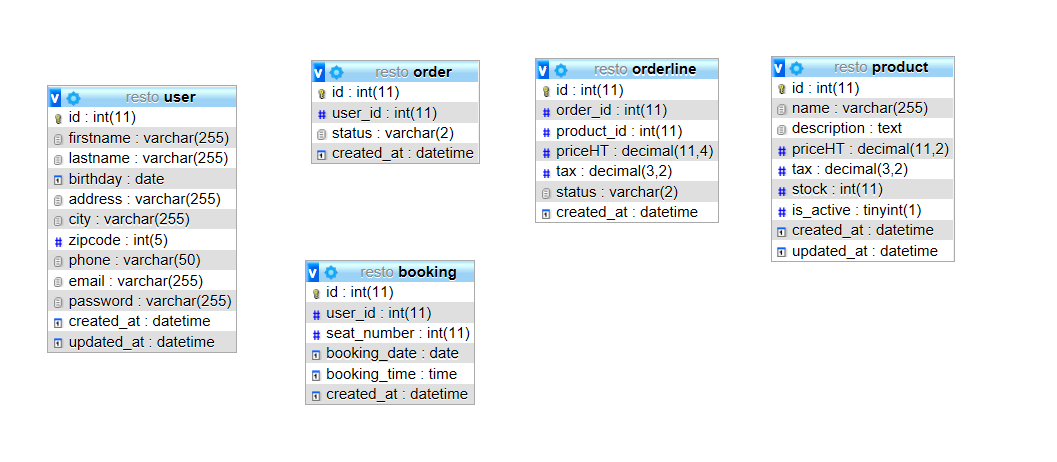 resto user
id : int(11)
firstname : varchar(255)
lastname : varchar(255)
birthday : date
address : varchar(255)
city : varchar(255)
zipcode : int(5)
phone : varchar(50)
email : varchar(255)
password : varchar(255)
created_at : datetime
updated_at : datetime
resto order
id : int(11)
user_id : int(11)
status : varchar(2)
created_at : datetime
resto booking
id : int(11)
user_id : int(11)
seat_number : int(11)
booking_date : date
booking_time : time
created_at : datetime
resto orderline
id : int(11)
order_id : int(11)
product_id : int(11)
priceHT : decimal(11,4)
tax : decimal(3,2)
status : varchar(2)
created_at : datetime
resto product
id : int(11)
name : varchar(255)
description : text
priceHT : decimal(11,2)
tax : decimal(3,2)
stock : int(11)
is_active : tinyint(1)
created_at : datetime
updated_at : datetime